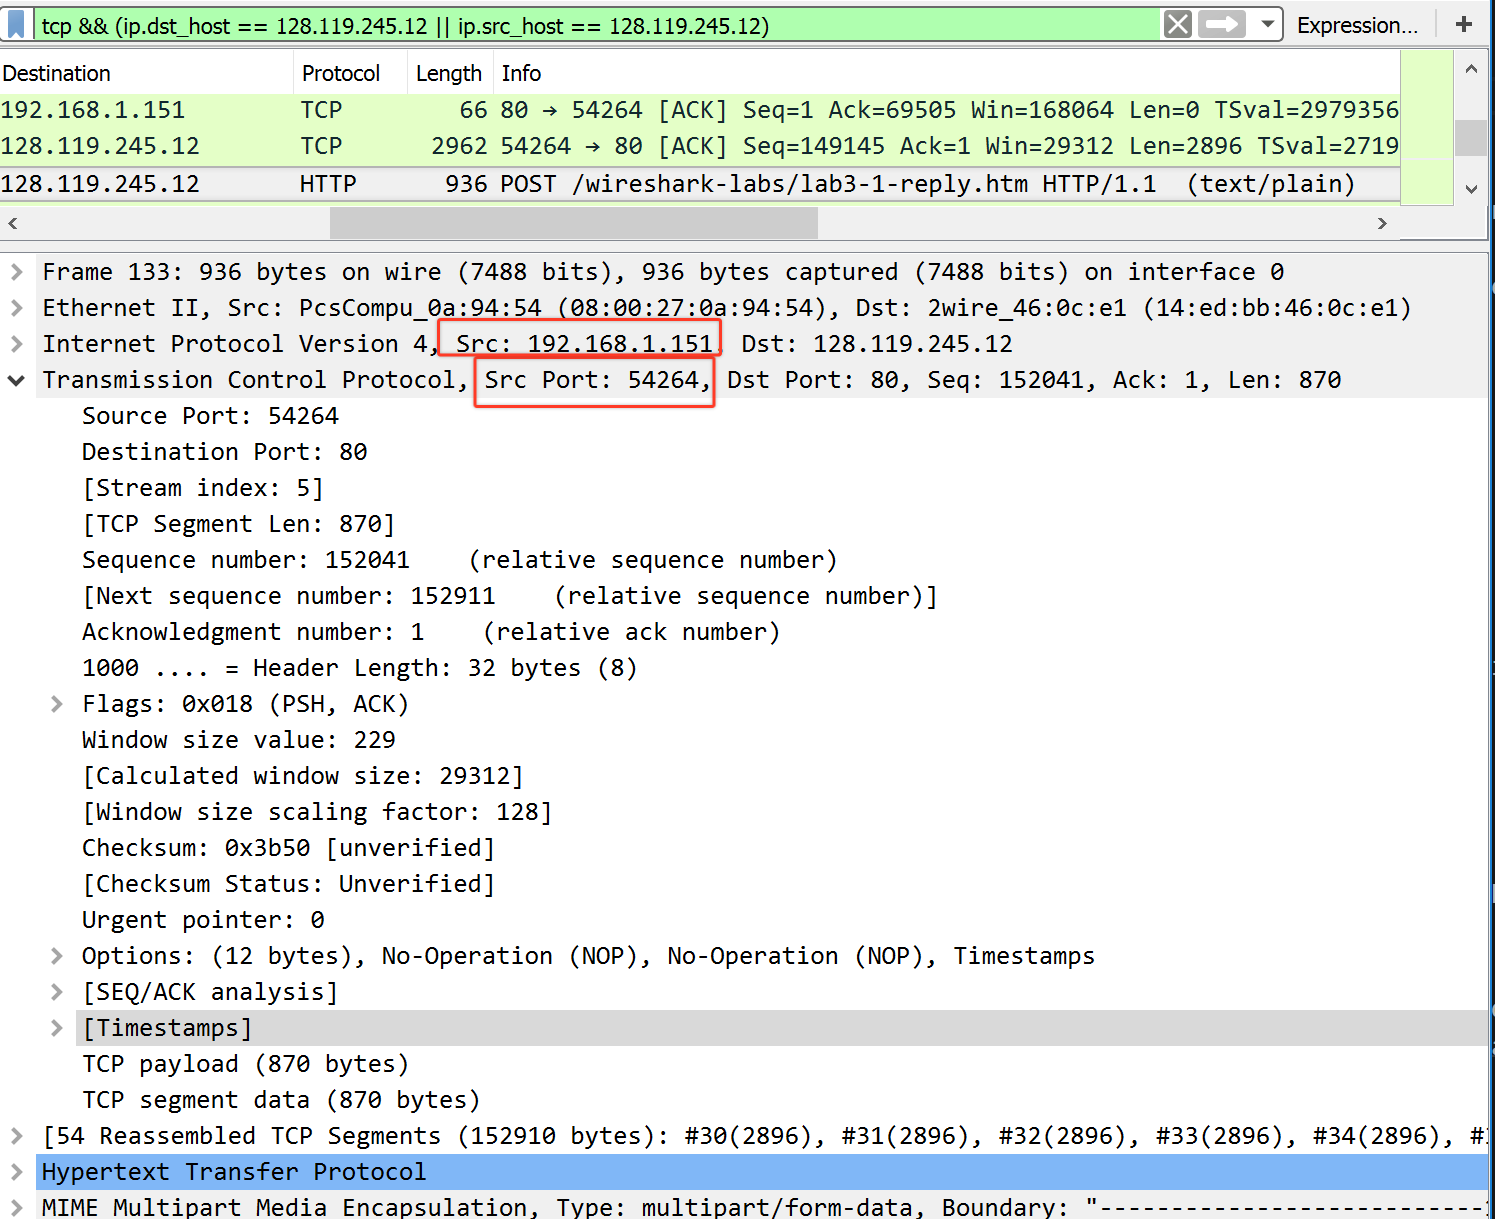 tcp && (ip.dst_host == 128.119.245.12 || ip.src_host == 128.119.245.12) Expression... +
Destination Protocol Length Info
192.168.1.151 TCP 66 80 → 54264 [ACK] Seq=1 Ack=69505 Win=168064 Len=0 TSval=2979356
128.119.245.12 TCP 2962 54264 → 80 [ACK] Seq=149145 Ack=1 Win=29312 Len=2896 TSval=2719
128.119.245.12 HTTP 936 POST /wireshark-labs/lab3-1-reply.htm HTTP/1.1 (text/plain)
Frame 133: 936 bytes on wire (7488 bits), 936 bytes captured (7488 bits) on interface 0
Ethernet II, Src: PcsCompu_0a:94:54 (08:00:27:0a:94:54), Dst: 2wire_46:0c:e1 (14:ed:bb:46:0c:e1)
Internet Protocol Version 4, Src: 192.168.1.151, Dst: 128.119.245.12
Transmission Control Protocol, Src Port: 54264, Dst Port: 80, Seq: 152041, Ack: 1, Len: 870
Source Port: 54264
Destination Port: 80
[Stream index: 5]
[TCP Segment Len: 870]
Sequence number: 152041 (relative sequence number)
[Next sequence number: 152911 (relative sequence number)]
Acknowledgment number: 1 (relative ack number)
1000 .... = Header Length: 32 bytes (8)
Flags: 0x018 (PSH, ACK)
Window size value: 229
[Calculated window size: 29312]
[Window size scaling factor: 128]
Checksum: 0x3b50 [unverified]
[Checksum Status: Unverified]
Urgent pointer: 0
Options: (12 bytes), No-Operation (NOP), No-Operation (NOP), Timestamps
[SEQ/ACK analysis]
[Timestamps]
TCP payload (870 bytes)
TCP segment data (870 bytes)
[54 Reassembled TCP Segments (152910 bytes): #30(2896), #31(2896), #32(2896), #33(2896), #34(2896),
Hypertext Transfer Protocol
MIME Multipart Media Encapsulation, Type: multipart/form-data, Boundary: "---------------------------